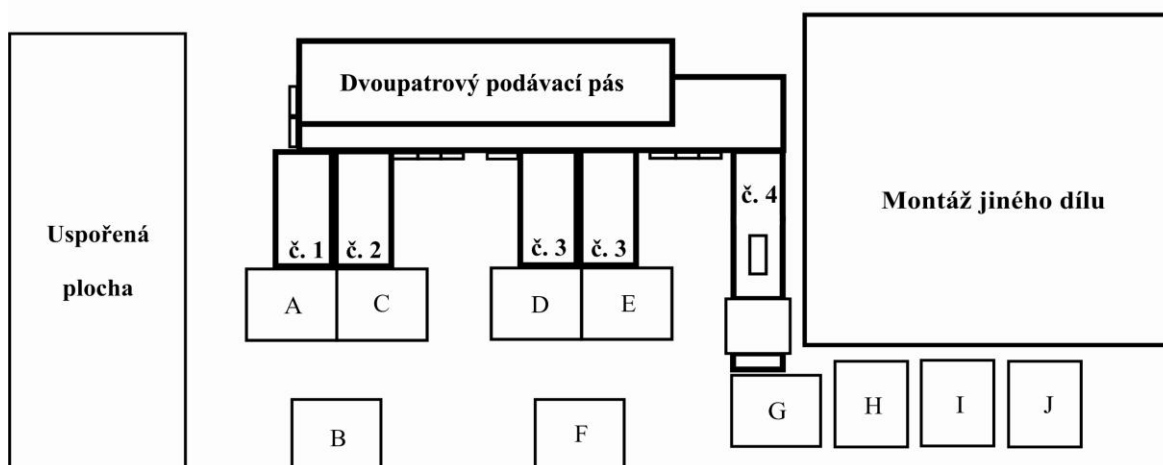 Dvoupatrový podávací pás
Uspořená
plocha
Montáž jiného dílu
č. 1
č. 2
č. 3
č. 3
č. 4
A
C
D
E
B
F
G
H
I
J